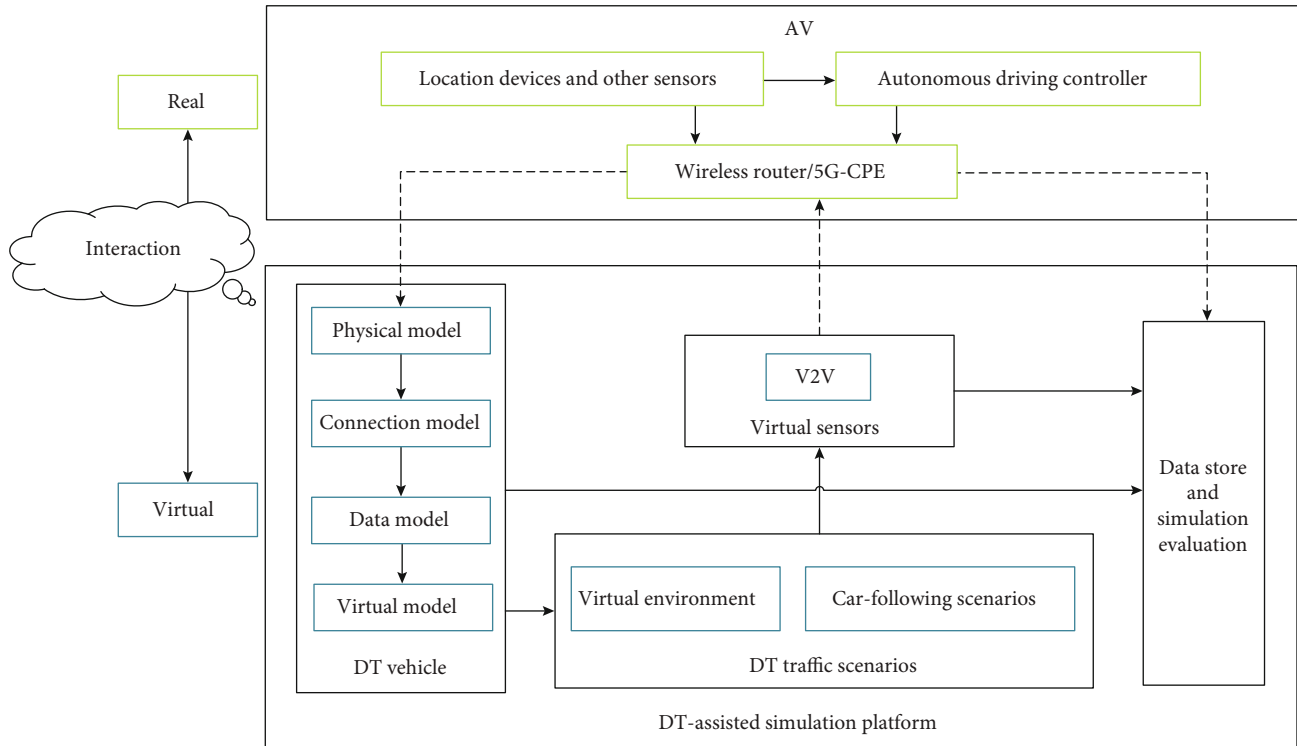 AV
Location devices and other sensors
Autonomous driving controller
Real
Wireless router/5G-CPE
Interaction
Physical model
V2V
Connection model
Virtual sensors
Data store
and
simulation
evaluation
Virtual
Data model
Virtual model
Virtual environment
Car-following scenarios
DT vehicle
DT traffic scenarios
DT-assisted simulation platform